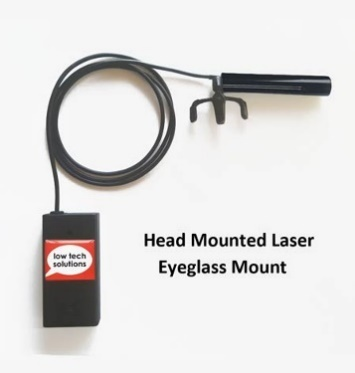 low tech
solutions
Head Mounted Laser
Eyeglass Mount